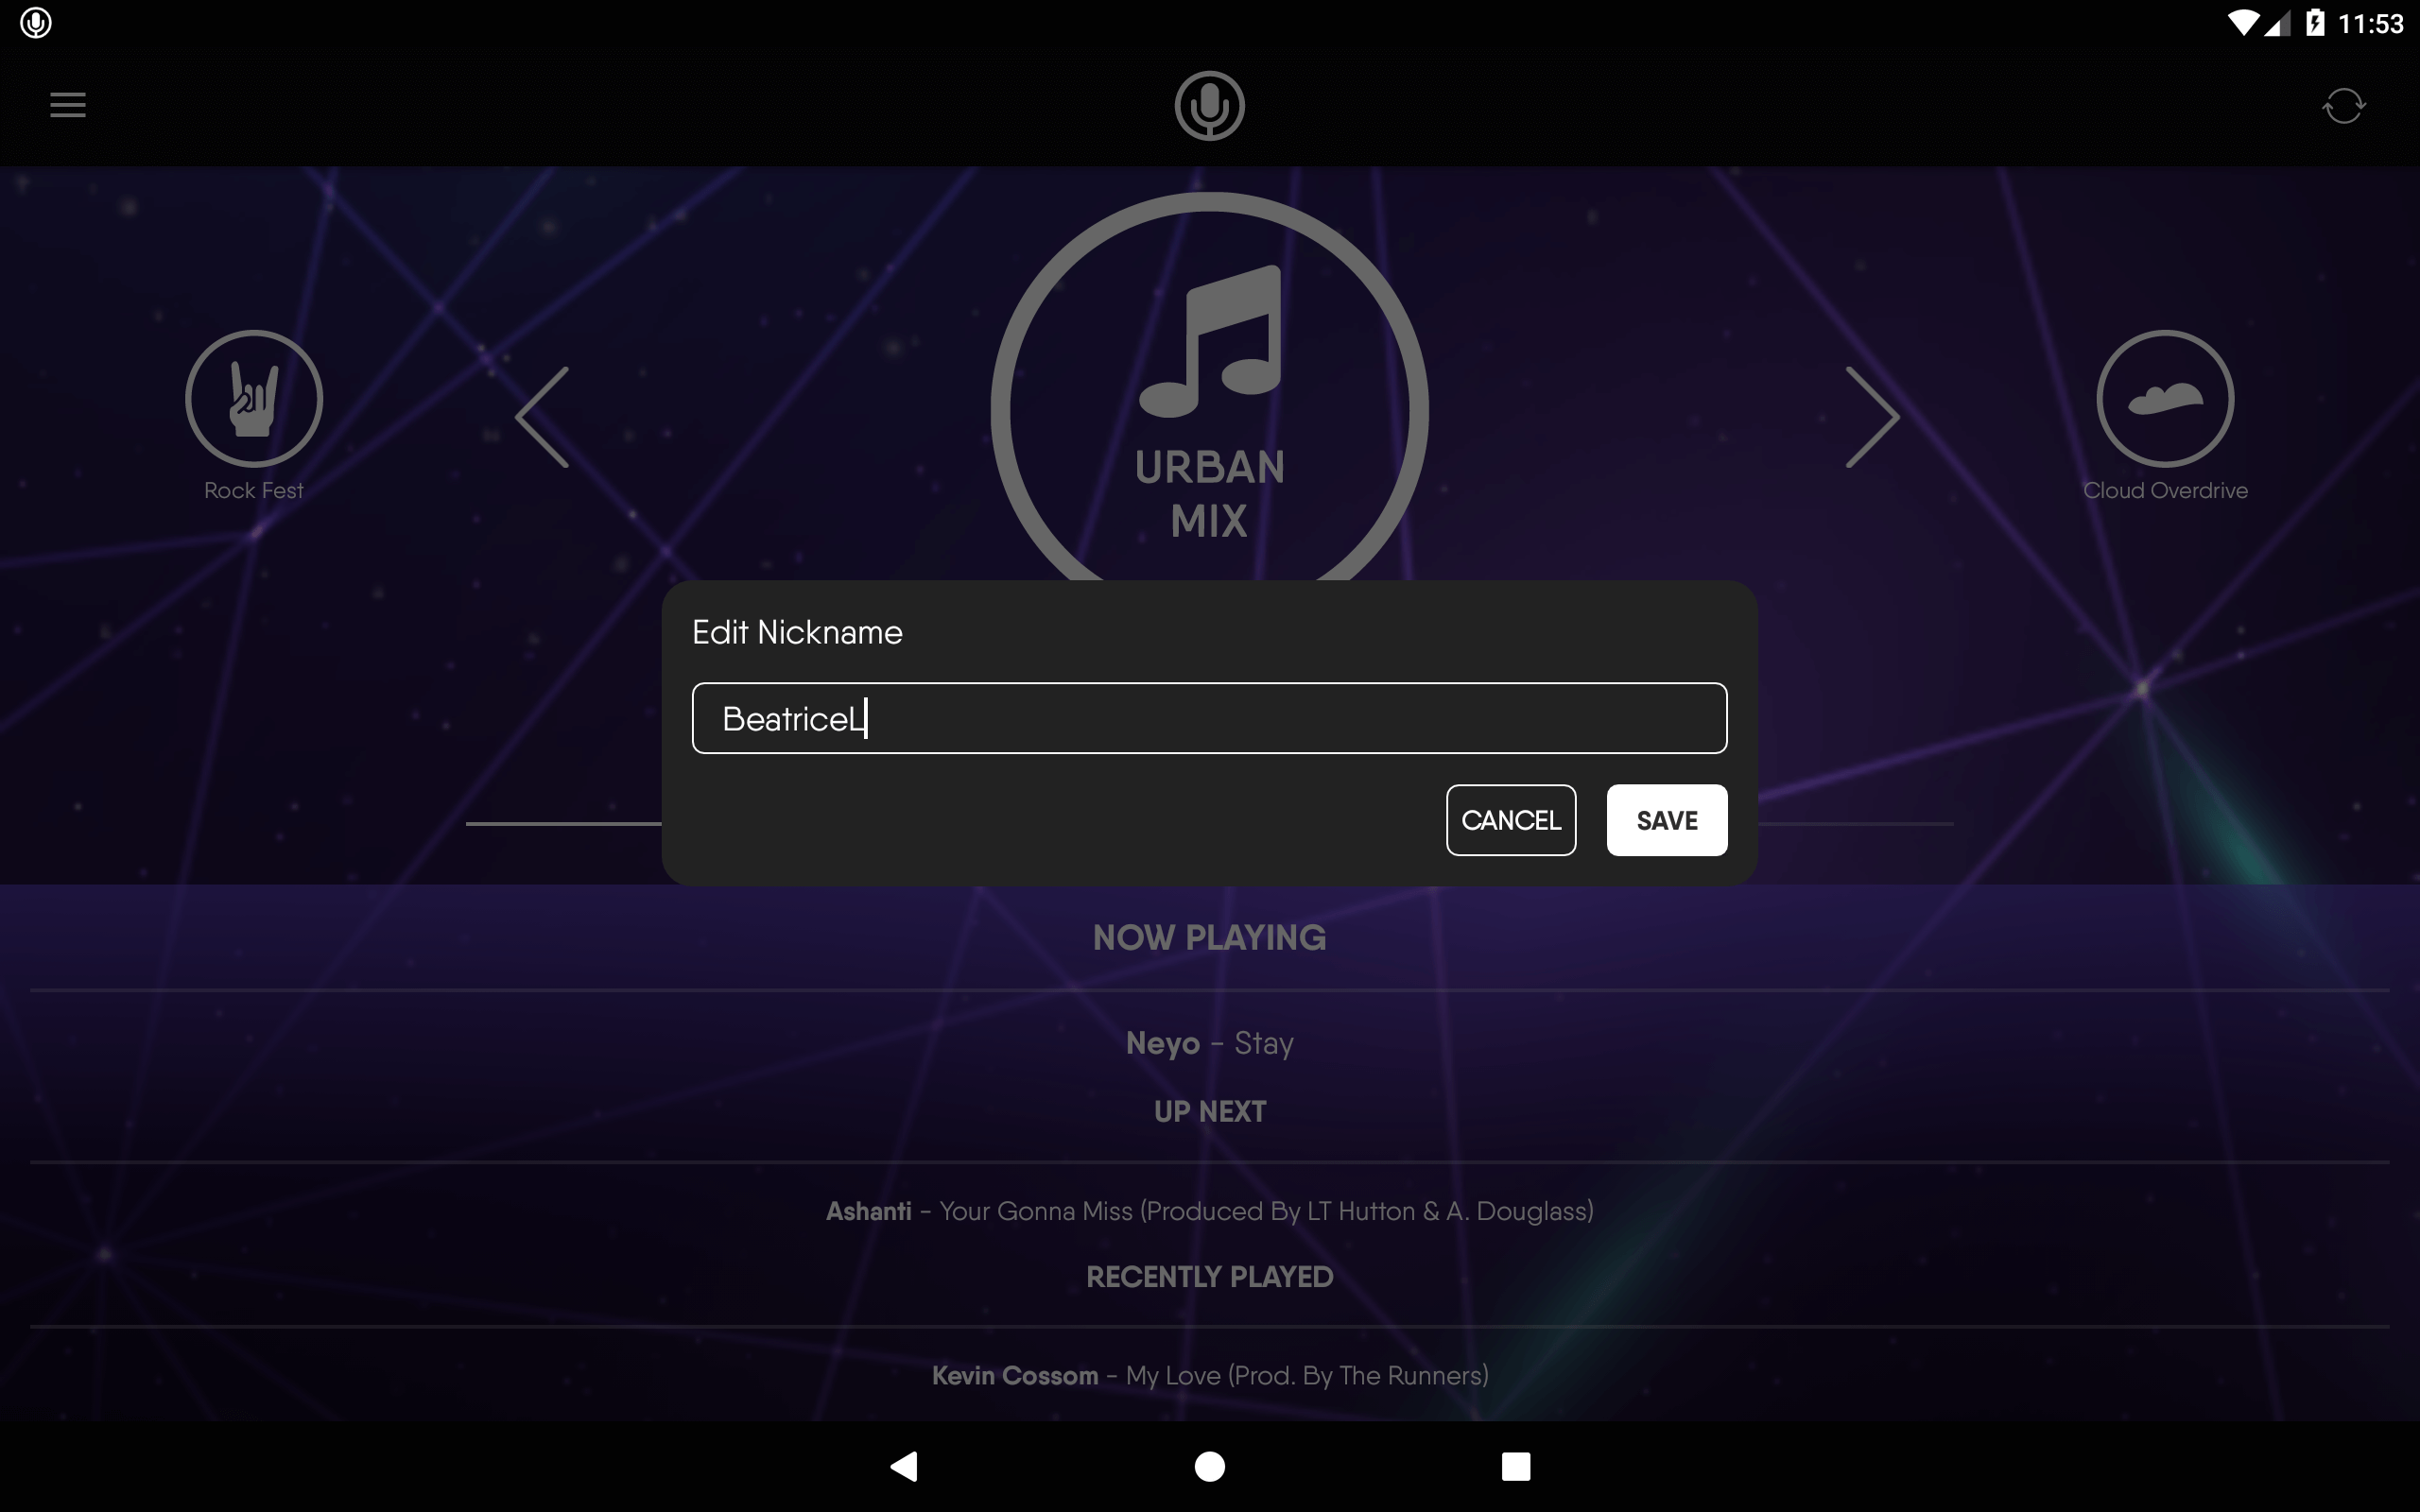 11:53
URBAN
MIX
Rock Fest
Cloud Overdrive
Edit Nickname
BeatriceL
CANCEL
SAVE
NOW PLAYING
Neyo - Stay
UP NEXT
Ashanti - Your Gonna Miss (Produced By LT Hutton & A. Douglass)
RECENTLY PLAYED
Kevin Cossom - My Love (Prod. By The Runners)